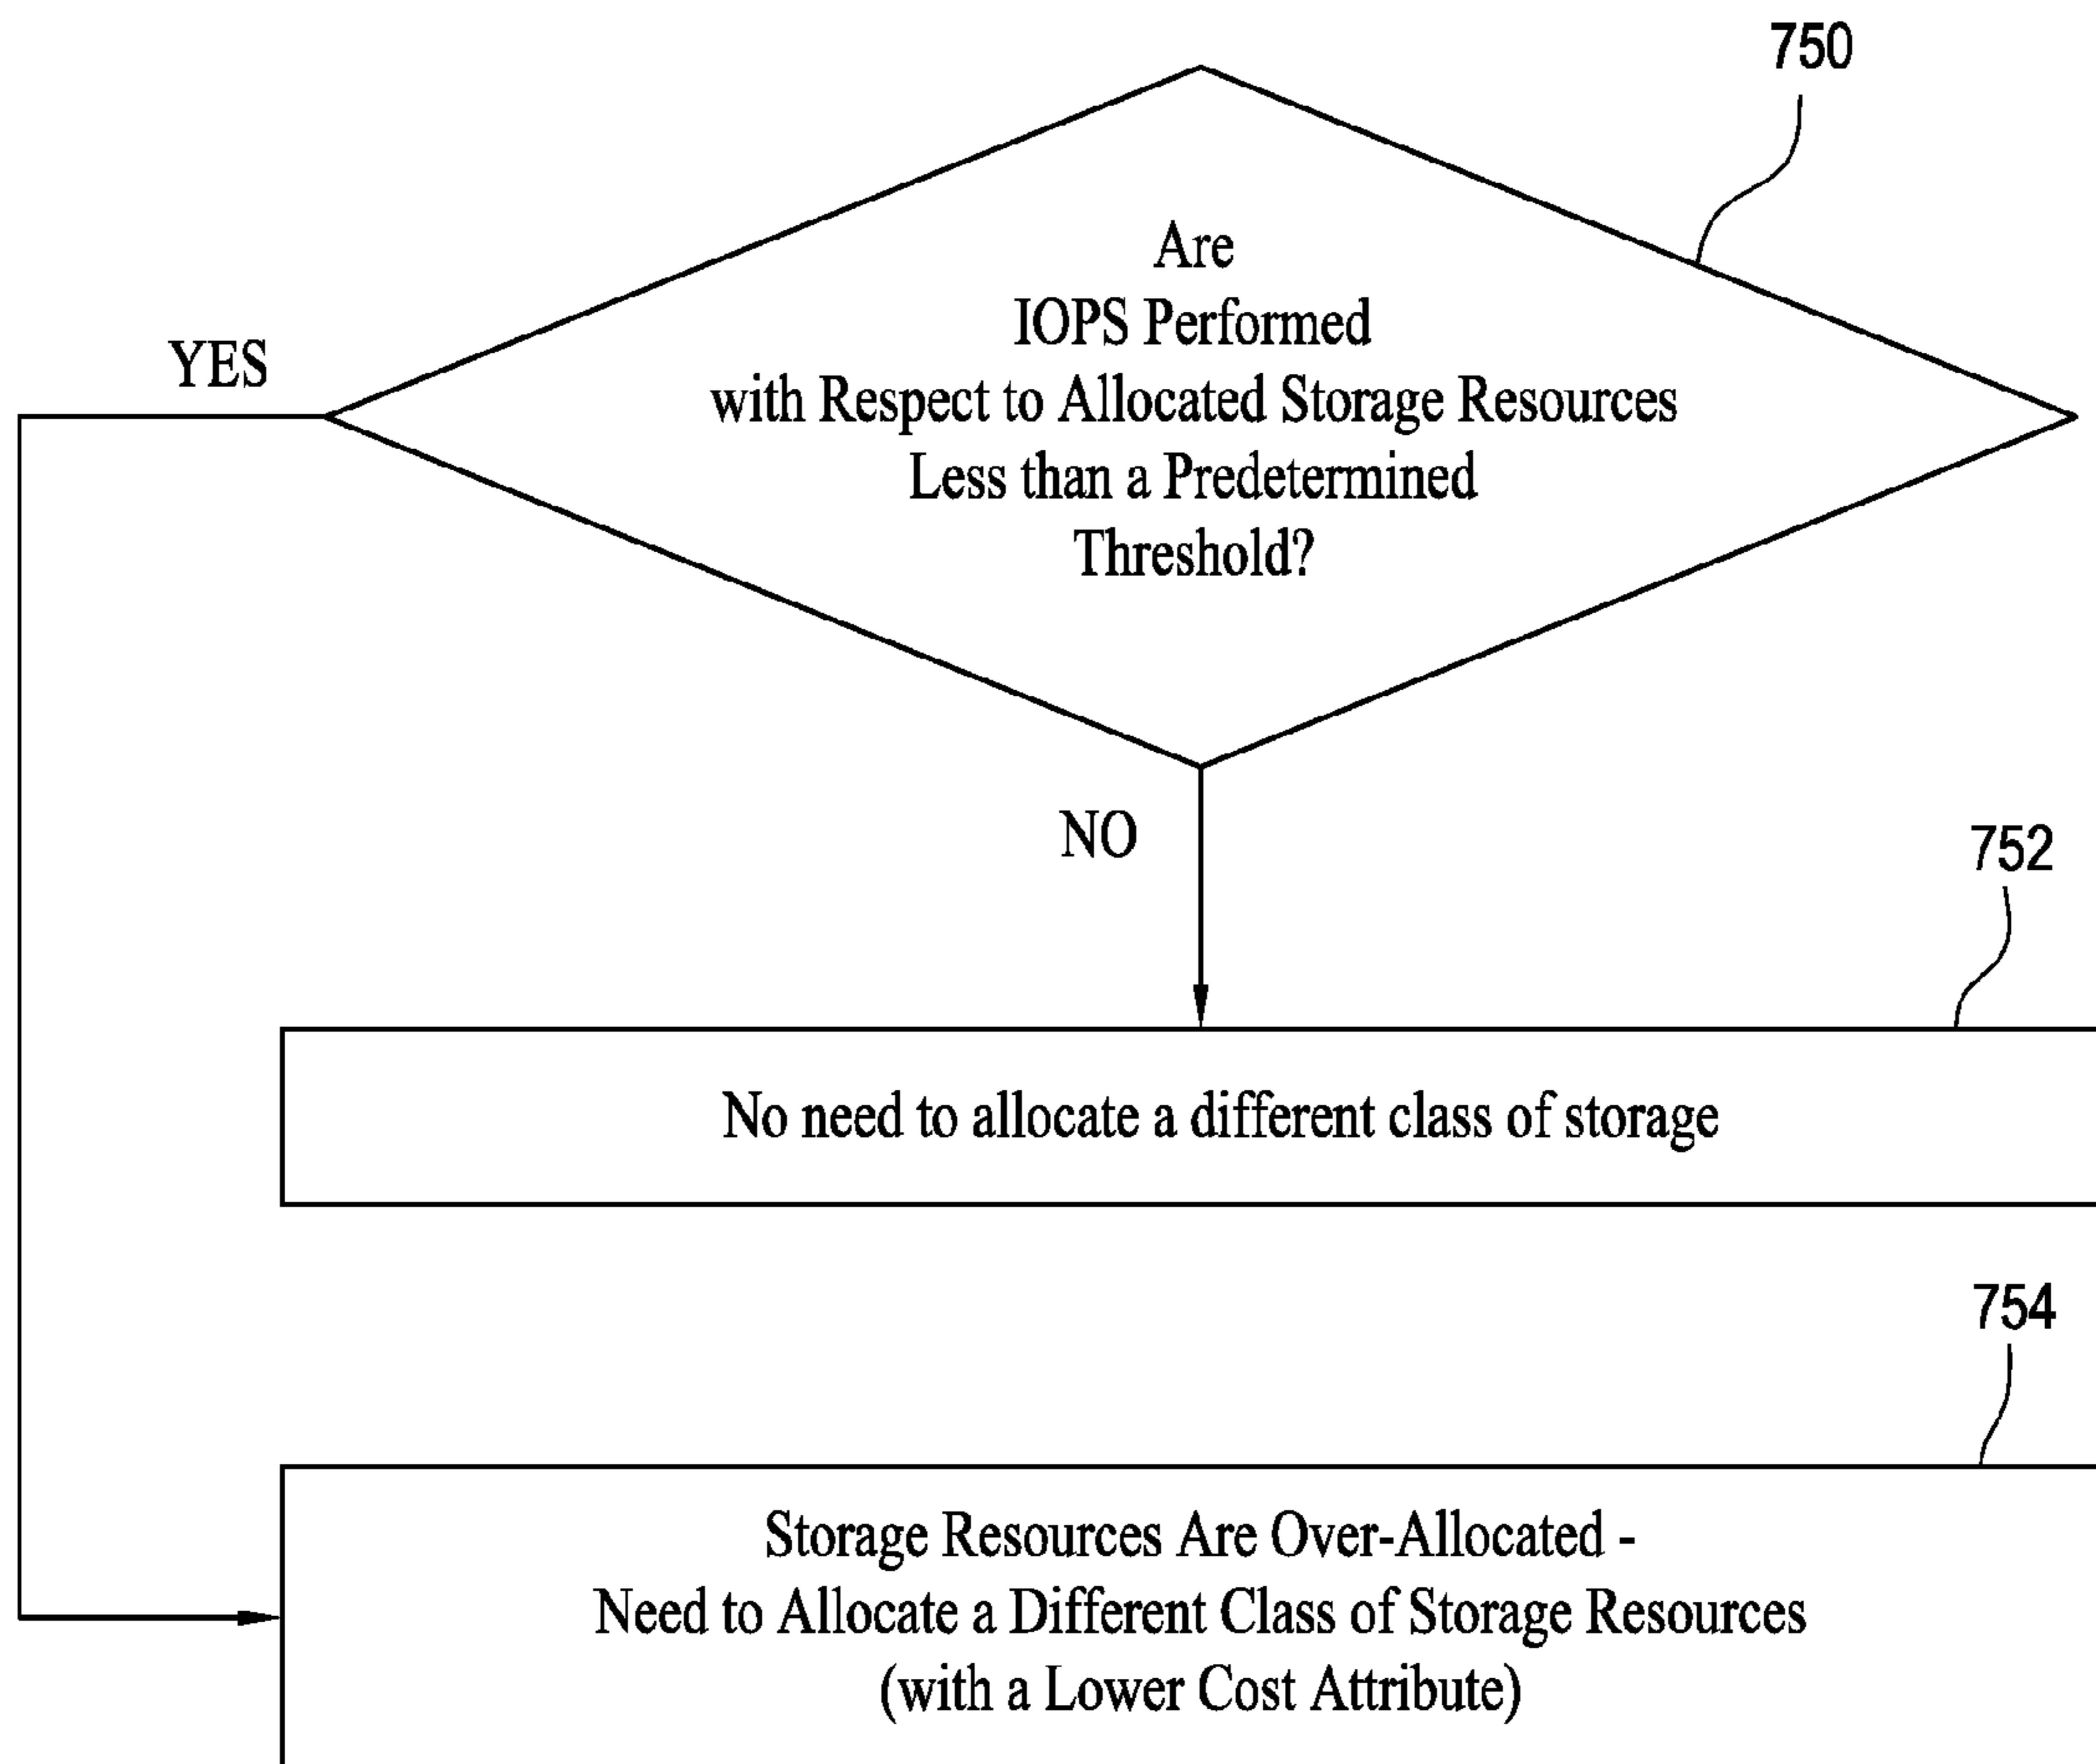 750
Are
IOPS Performed
with Respect to Allocated Storage Resources
Less than a Predetermined
Threshold?
YES
NO
752
No need to allocate a different class of storage
754
Storage Resources Are Over-Allocated -
Need to Allocate a Different Class of Storage Resources
(with a Lower Cost Attribute)